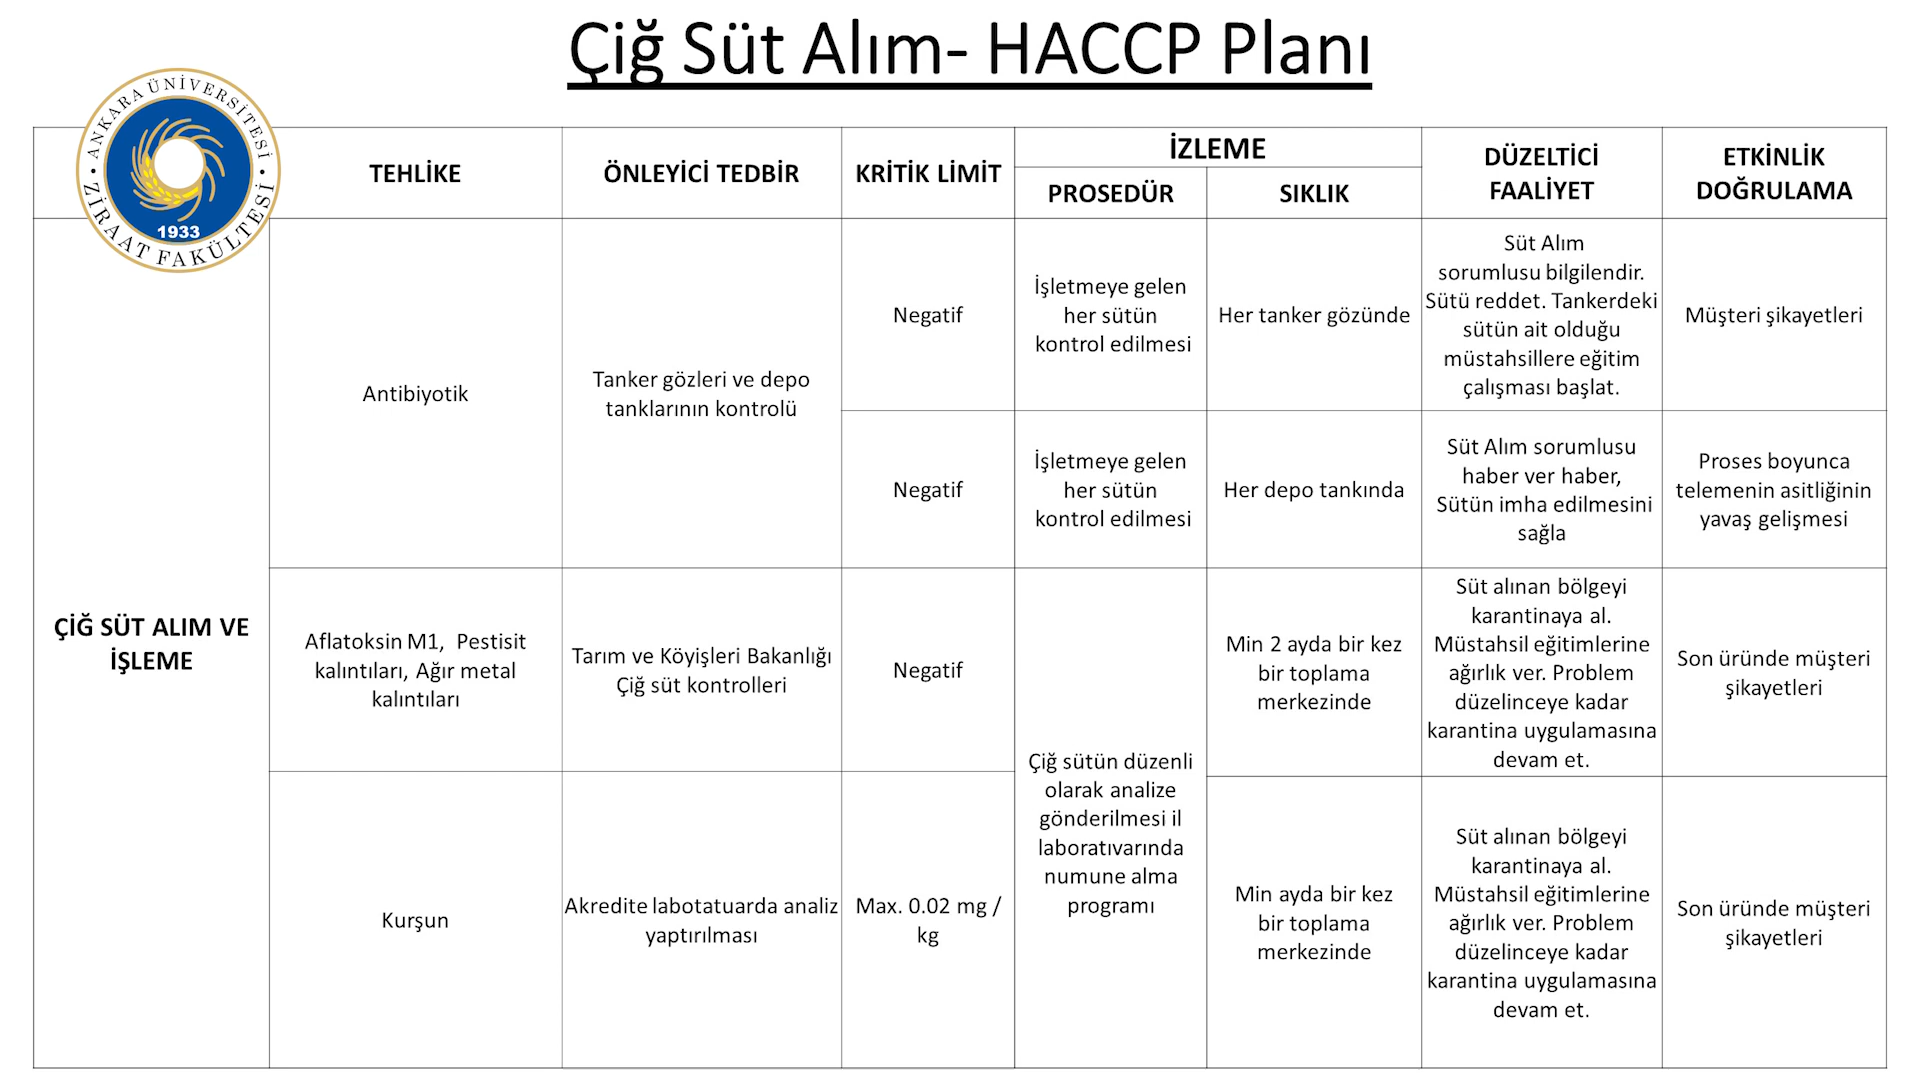 Çiğ Süt Alım- HACCP Planı
• ANKARA ÜNİVERSİTESİ •
ZİRAAT FAKÜLTESİ
1933
TEHLİKE
ÖNLEYİCİ TEDBİR
KRİTİK LİMİT
İZLEME
PROSEDÜR
SIKLIK
DÜZELTİCİ
FAALİYET
ETKİNLİK
DOĞRULAMA
ÇİĞ SÜT ALIM VE
İŞLEME
Antibiyotik
Tanker gözleri ve depo
tanklarının kontrolü
Negatif
İşletmeye gelen
her sütün
kontrol edilmesi
Her tanker gözünde
Süt Alım
sorumlusu bilgilendir.
Sütü reddet. Tankerdeki
sütün ait olduğu
müstahsillere eğitim
çalışması başlat.
Müşteri şikayetleri
Negatif
İşletmeye gelen
her sütün
kontrol edilmesi
Her depo tankında
Süt Alım sorumlusu
haber ver haber,
Sütün imha edilmesini
sağla
Proses boyunca
telemenin asitliğinin
yavaş gelişmesi
Aflatoksin M1,  Pestisit
kalıntıları, Ağır metal
kalıntıları
Tarım ve Köyişleri Bakanlığı
Çiğ süt kontrolleri
Negatif
Çiğ sütün düzenli
olarak analize
gönderilmesi il
laboratıvarında
numune alma
programı
Min 2 ayda bir kez
bir toplama
merkezinde
Süt alınan bölgeyi
karantinaya al.
Müstahsil eğitimlerine
ağırlık ver. Problem
düzelinceye kadar
karantina uygulamasına
devam et.
Son üründe müşteri
şikayetleri
Kurşun
Akredite labotatuarda analiz
yaptırılması
Max. 0.02 mg /
kg
Min ayda bir kez
bir toplama
merkezinde
Süt alınan bölgeyi
karantinaya al.
Müstahsil eğitimlerine
ağırlık ver. Problem
düzelinceye kadar
karantina uygulamasına
devam et.
Son üründe müşteri
şikayetleri